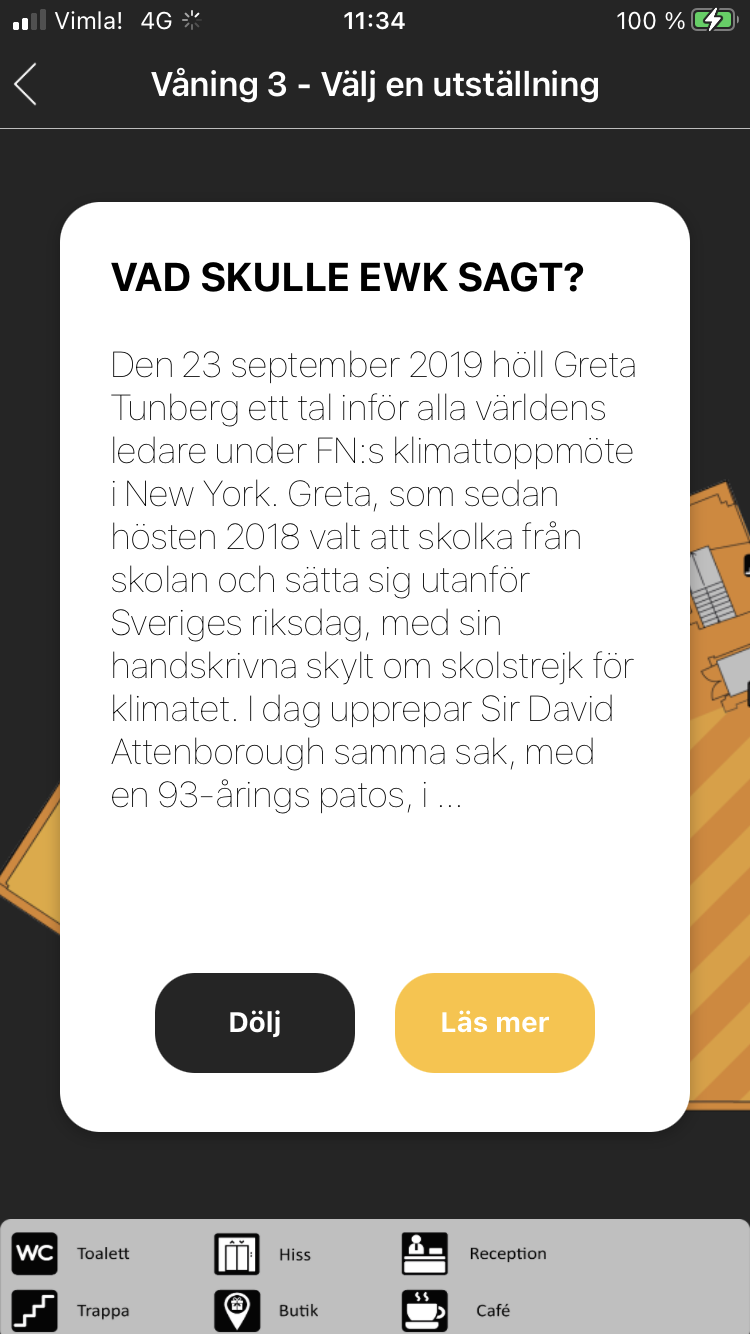 Vimla! 4G 11:34 100 %
Våning 3 - Välj en utställning
VAD SKULLE EWK SAGT?
Den 23 september 2019 höll Greta
Tunberg ett tal inför alla världens
ledare under FN:s klimattoppmöte
i New York. Greta, som sedan
hösten 2018 valt att skolka från
skolan och sätta sig utanför
Sveriges riksdag, med sin
handskrivna skylt om skolstrejk för
klimatet. I dag upprepar Sir David
Attenborough samma sak, med
en 93-årings patos, i ...
Dölj
Läs mer
WC Toalett
Hiss
Reception
Trappa
Butik
Café